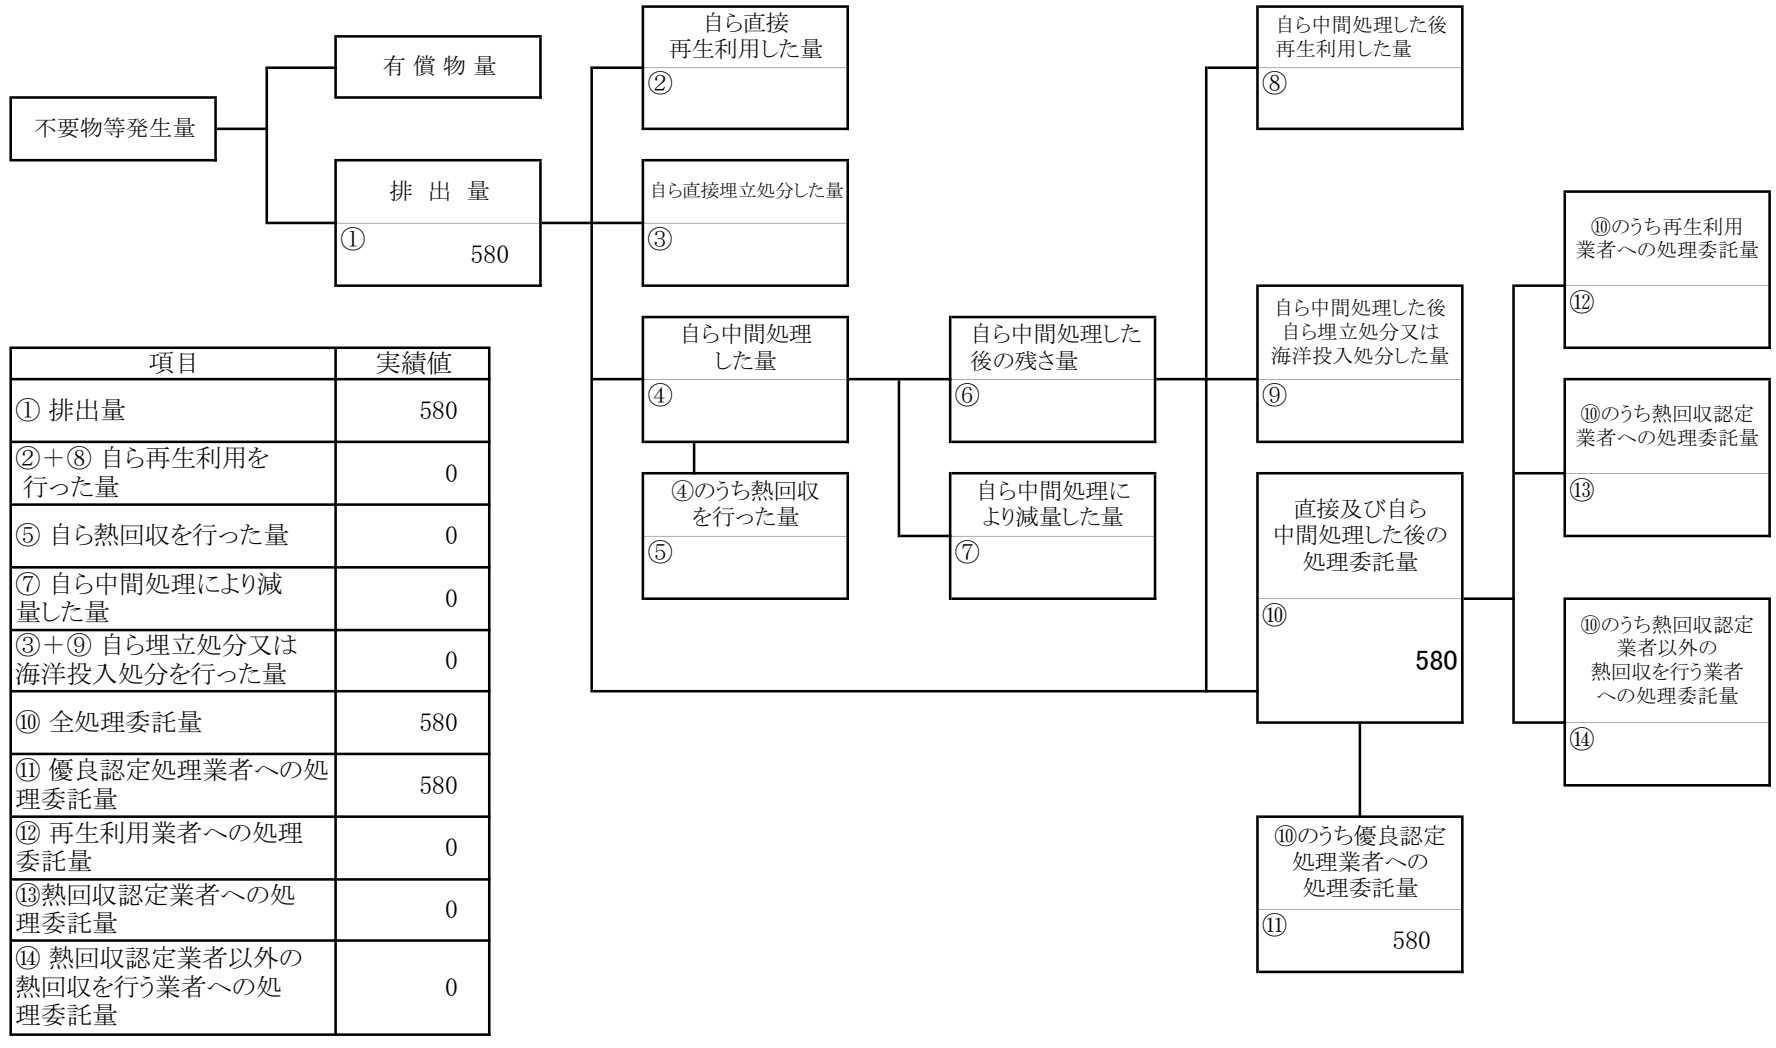 不要物等発生量
有 償 物 量
排 出 量
①
580
自ら直接
再生利用した量
②
自ら直接埋立処分した量
③
自ら中間処理
した量
④
④のうち熱回収
を行った量
⑤
自ら中間処理した
後の残さ量
⑥
自ら中間処理に
より減量した量
⑦
自ら中間処理した後
再生利用した量
⑧
自ら中間処理した後
自ら埋立処分又は
海洋投入処分した量
⑨
直接及び自ら
中間処理した後の
処理委託量
⑩
580
⑩のうち優良認定
処理業者への
処理委託量
⑪
580
⑩のうち再生利用
業者への処理委託量
⑫
⑩のうち熱回収認定
業者への処理委託量
⑬
⑩のうち熱回収認定
業者以外の
熱回収を行う業者
への処理委託量
⑭
項目 実績値
① 排出量 580
②+⑧ 自ら再生利用を
行った量 0
⑤ 自ら熱回収を行った量 0
⑦ 自ら中間処理により減
量した量 0
③+⑨ 自ら埋立処分又は
海洋投入処分を行った量 0
⑩ 全処理委託量 580
⑪ 優良認定処理業者への処
理委託量 580
⑫ 再生利用業者への処理
委託量 0
⑬熱回収認定業者への処
理委託量 0
⑭ 熱回収認定業者以外の
熱回収を行う業者への処
理委託量 0